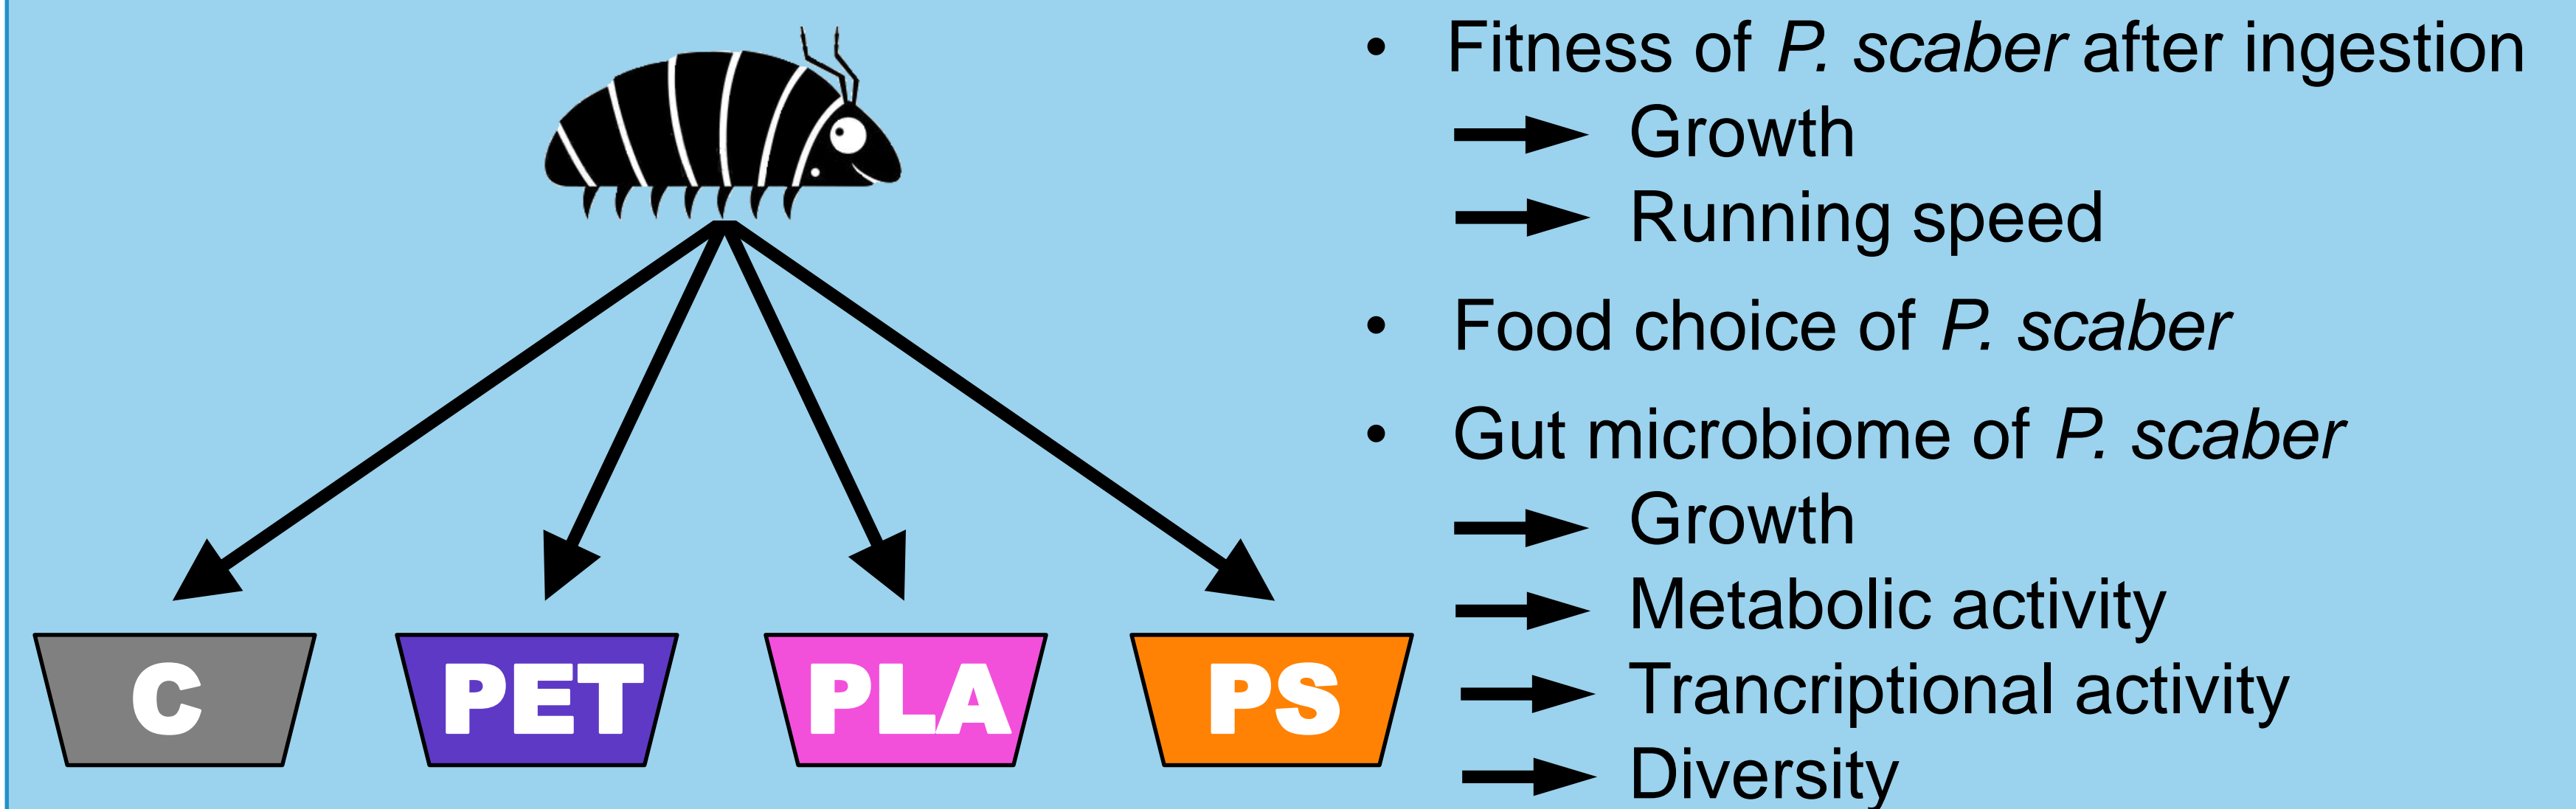 • Fitness of P. scaber after ingestion
Growth
Running speed
• Food choice of P. scaber
• Gut microbiome of P. scaber
Growth
Metabolic activity
Trancriptional activity
Diversity
C PET PLA PS